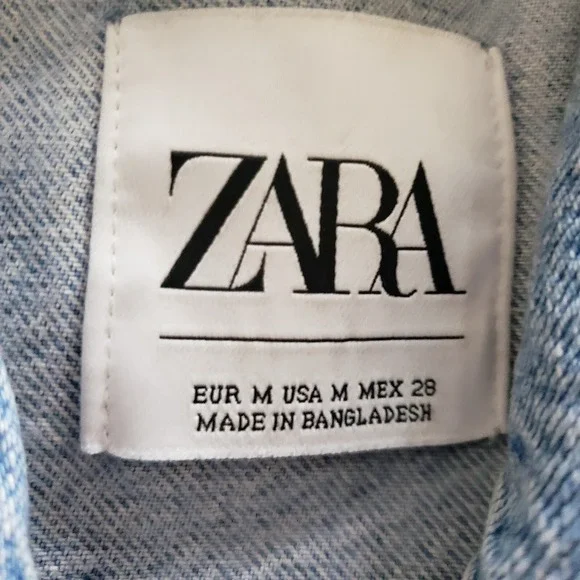 ZARA
EUR M USA M MEX 28
MADE IN BANGLADESH